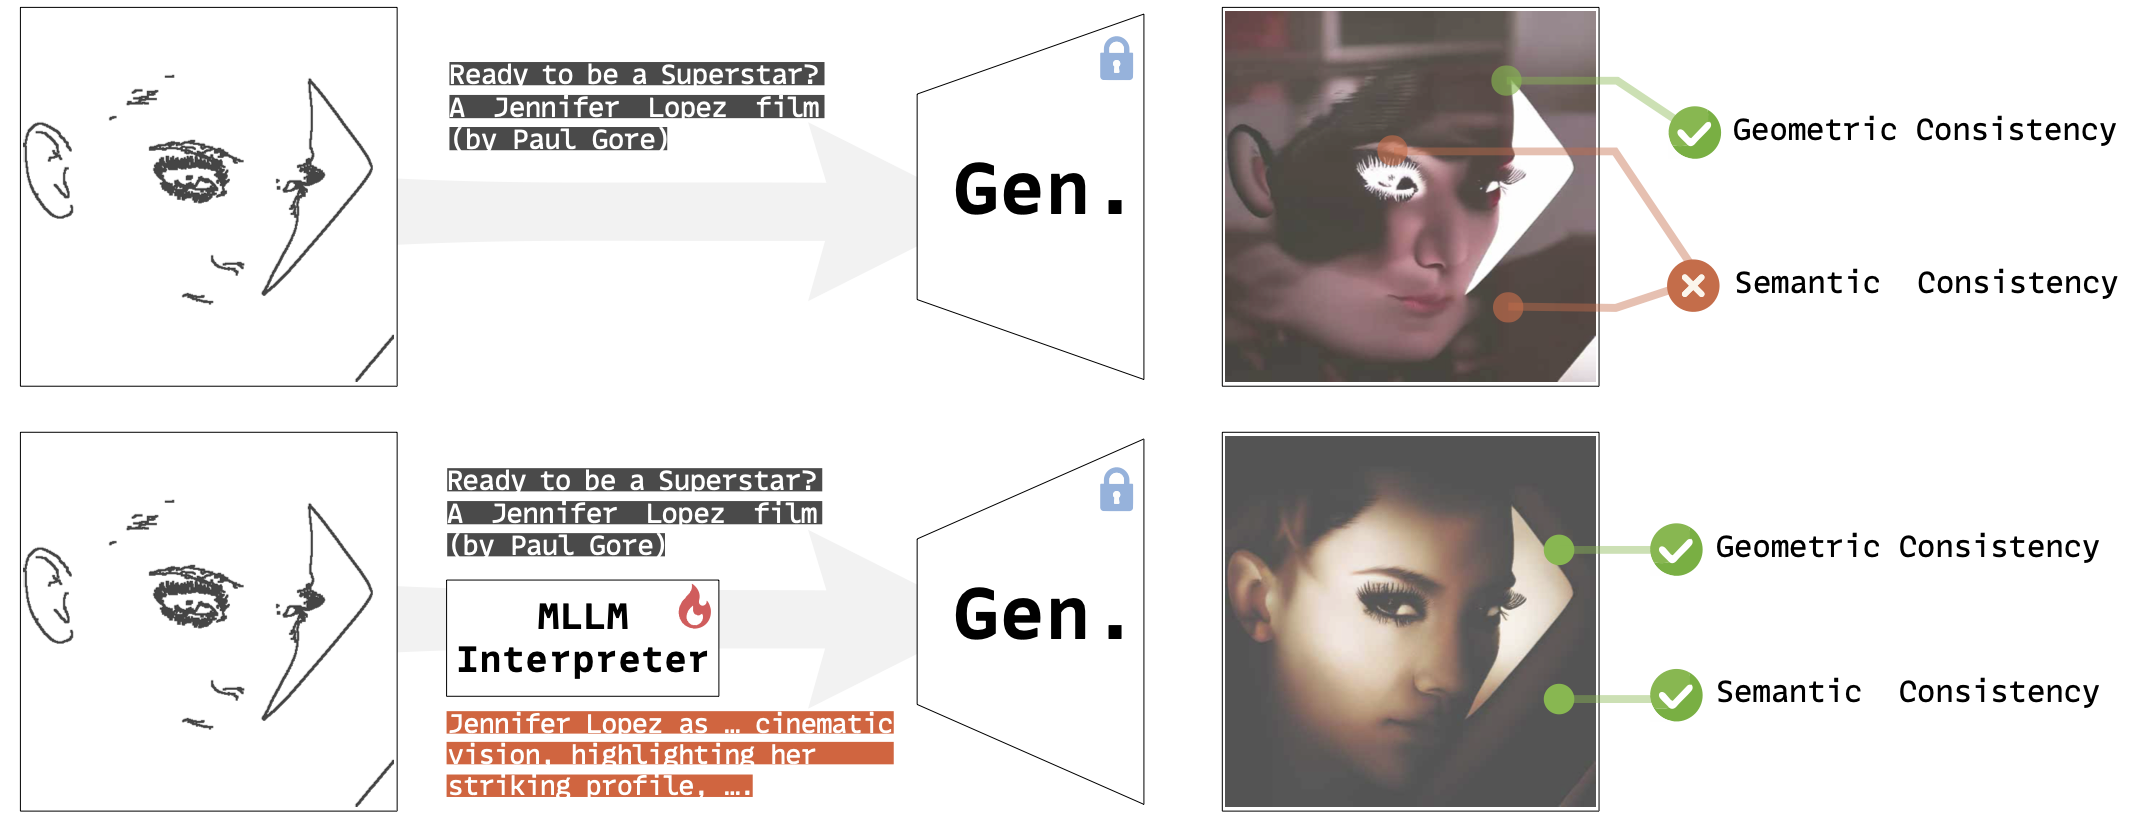 Ready to be a Superstar?
A Jennifer Lopez film
(by Paul Gore)
Gen.
Geometric Consistency
Semantic Consistency
Ready to be a Superstar?
A Jennifer Lopez film
(by Paul Gore)
MLLM
Interpreter
Jennifer Lopez as … cinematic
vision, highlighting her
striking profile, ….
Gen.
Geometric Consistency
Semantic Consistency